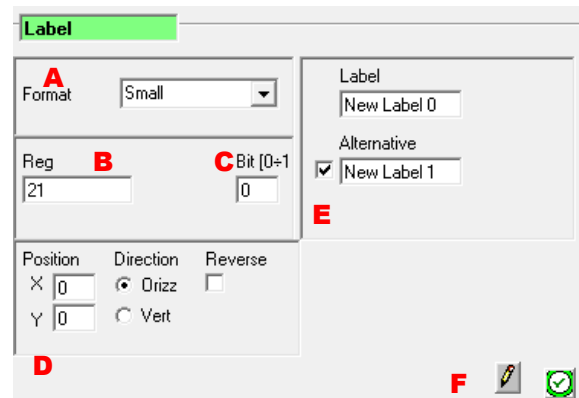 Label
A
Format Small
Label
New Label 0
Alternative
New Label 1
E
Reg B C Bit [0÷1
21 0
Position Direction Reverse
X 0 Orizz
Y 0 Vert
D
F